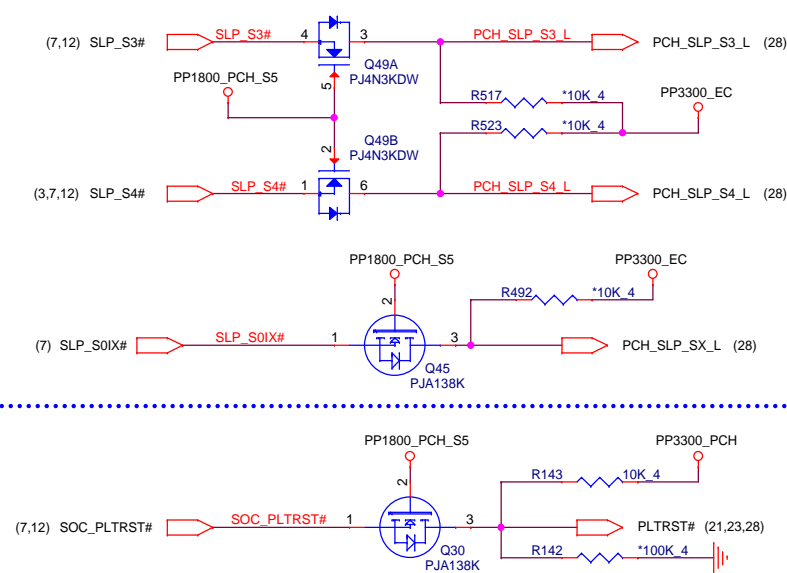 (7,12) SLP_S3# SLP_S3# 4 3 PCH_SLP_S3_L PCH_SLP_S3_L (28)
Q49A
PJ4N3KDW
PP1800_PCH_S5
5
R517 *10K_4
PP3300_EC
R523 *10K_4
Q49B
PJ4N3KDW
2
(3,7,12) SLP_S4# SLP_S4# 1 6 PCH_SLP_S4_L PCH_SLP_S4_L (28)
PP1800_PCH_S5
PP3300_EC
2
R492 *10K_4
(7) SLP_S0IX# SLP_S0IX# 1 3 PCH_SLP_SX_L (28)
Q45
PJA138K
PP1800_PCH_S5
PP3300_PCH
2
R143 10K_4
(7,12) SOC_PLTRST# SOC_PLTRST# 1 3 PLTRST# (21,23,28)
Q30
PJA138K
R142 *100K_4